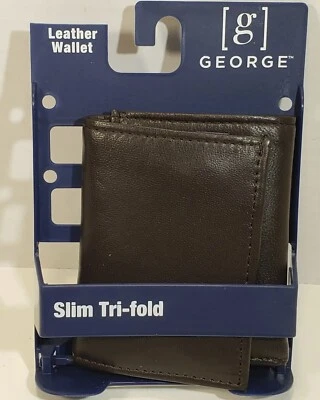 Leather
Wallet
[g]
GEORGE™
Slim Tri-fold